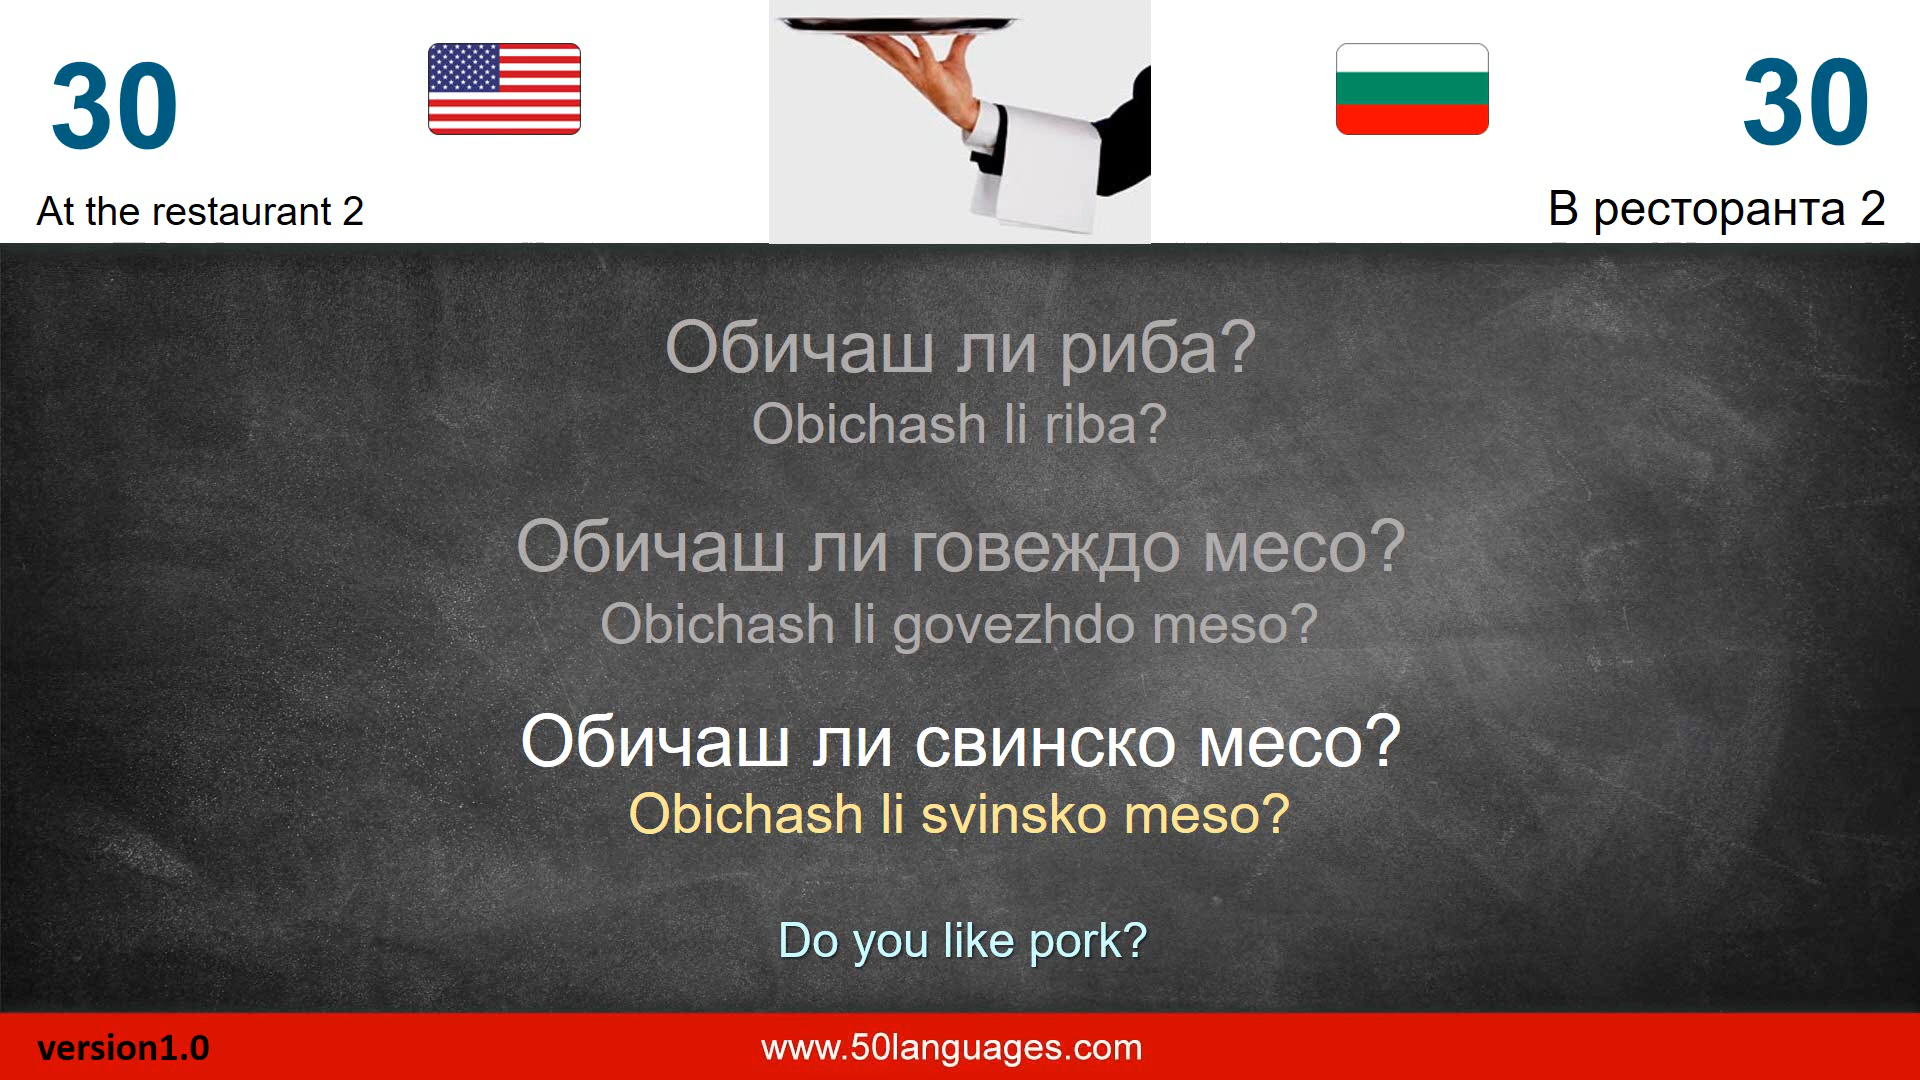 30
30
At the restaurant 2
В ресторанта 2
Обичаш ли риба?
Obichash li riba?
Обичаш ли говеждо месо?
Obichash li govezhdo meso?
Обичаш ли свинско месо?
Obichash li svinsko meso?
Do you like pork?
version1.0
www.50languages.com